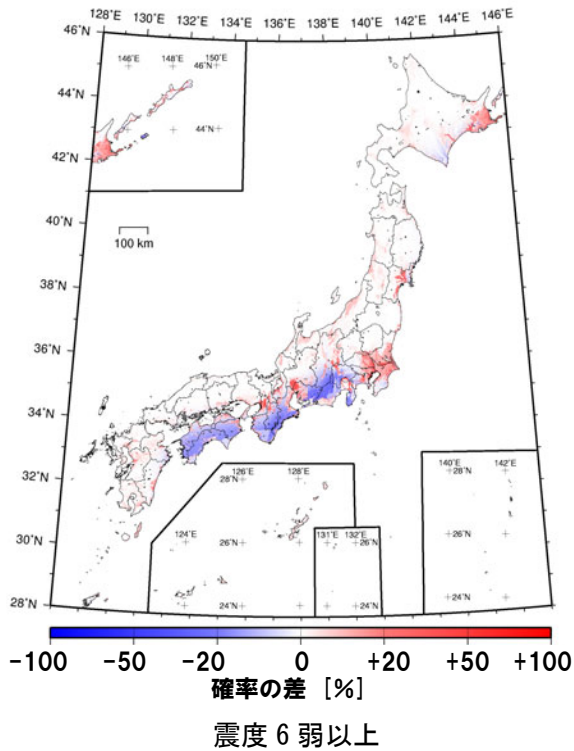 128°E 130°E 132°E 134°E 136°E 138°E 140°E 142°E 144°E 146°E
46°N
146°E 148°E 150°E
46°N
44°N
44°N
42°N
40°N
100 km
38°N
36°N
34°N
32°N
126°E 128°E
28°N
140°E 142°E
28°N
30°N
124°E
26°N
131°E 132°E
26°N
26°N
28°N
24°N
24°N
24°N
-100 -50 -20 0 +20 +50 +100
確率の差 [%]
震度6弱以上